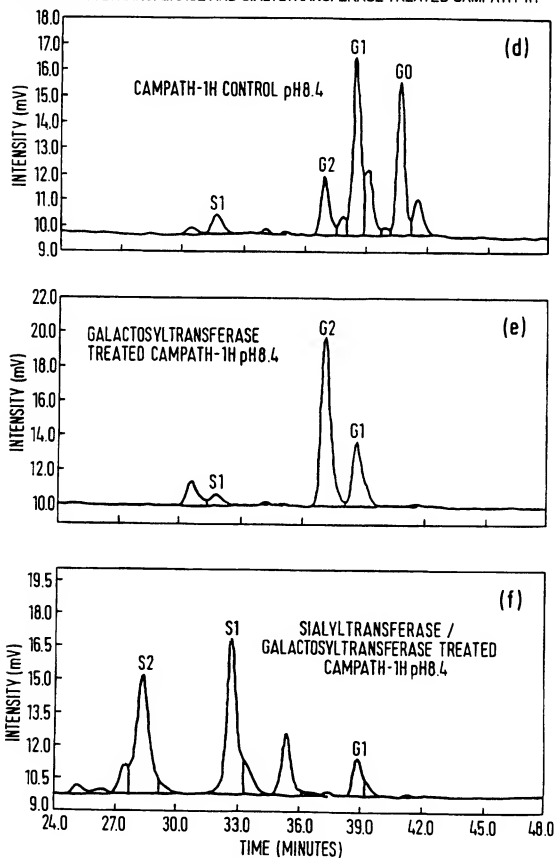 18.0
17.0
16.0
15.0
14.0
13.0
12.0
11.0
10.0
9.0
INTENSITY (mV)
(d)
CAMPATH-1H CONTROL pH8.4
S1
G2
G1
G0
22.0
20.0
18.0
14.0
12.0
10.0
INTENSITY (mV)
(e)
GALACTOSYLTRANSFERASE
TREATED CAMPATH-1H pH8.4
S1
G2
G1
19.5
18.0
16.5
15.0
13.5
12.0
10.5
9.0
INTENSITY (mV)
(f)
SIALYLTRANSFERASE /
GALACTOSYLTRANSFERASE TREATED
CAMPATH-1H pH8.4
S2
S1
G1
24.0 27.0 30.0 33.0 36.0 39.0 42.0 45.0 48.0
TIME (MINUTES)